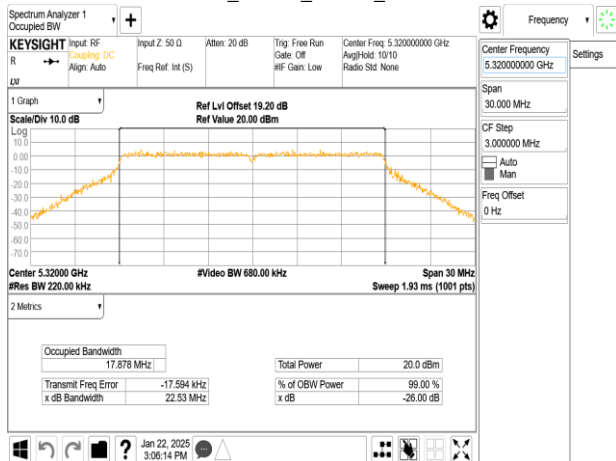 Spectrum Analyzer 1
Occupied BW
Frequency
KEYSIGHT
R
LXI
Input: RF
Coupling: DC
Align: Auto
Input Z: 50 Ω
Freq Ref: Int (S)
Atten: 20 dB
Trig: Free Run
Gate: Off
#IF Gain: Low
Center Freq: 5.320000000 GHz
Avg|Hold: 10/10
Radio Std: None
Center Frequency
5.320000000 GHz
Settings
Span
30.000 MHz
CF Step
3.000000 MHz
Auto
Man
Freq Offset
0 Hz
1 Graph
Scale/Div 10.0 dB
Ref Lvl Offset 19.20 dB
Ref Value 20.00 dBm
Log
10.0
0.00
-10.0
-20.0
-30.0
-40.0
-50.0
-60.0
-70.0
Center 5.32000 GHz
#Video BW 680.00 kHz
Span 30 MHz
#Res BW 220.00 kHz
Sweep 1.93 ms (1001 pts)
2 Metrics
Occupied Bandwidth
17.878 MHz
Total Power
20.0 dBm
Transmit Freq Error
-17.594 kHz
% of OBW Power
99.00 %
x dB Bandwidth
22.53 MHz
x dB
-26.00 dB
Jan 22, 2025
3:06:14 PM